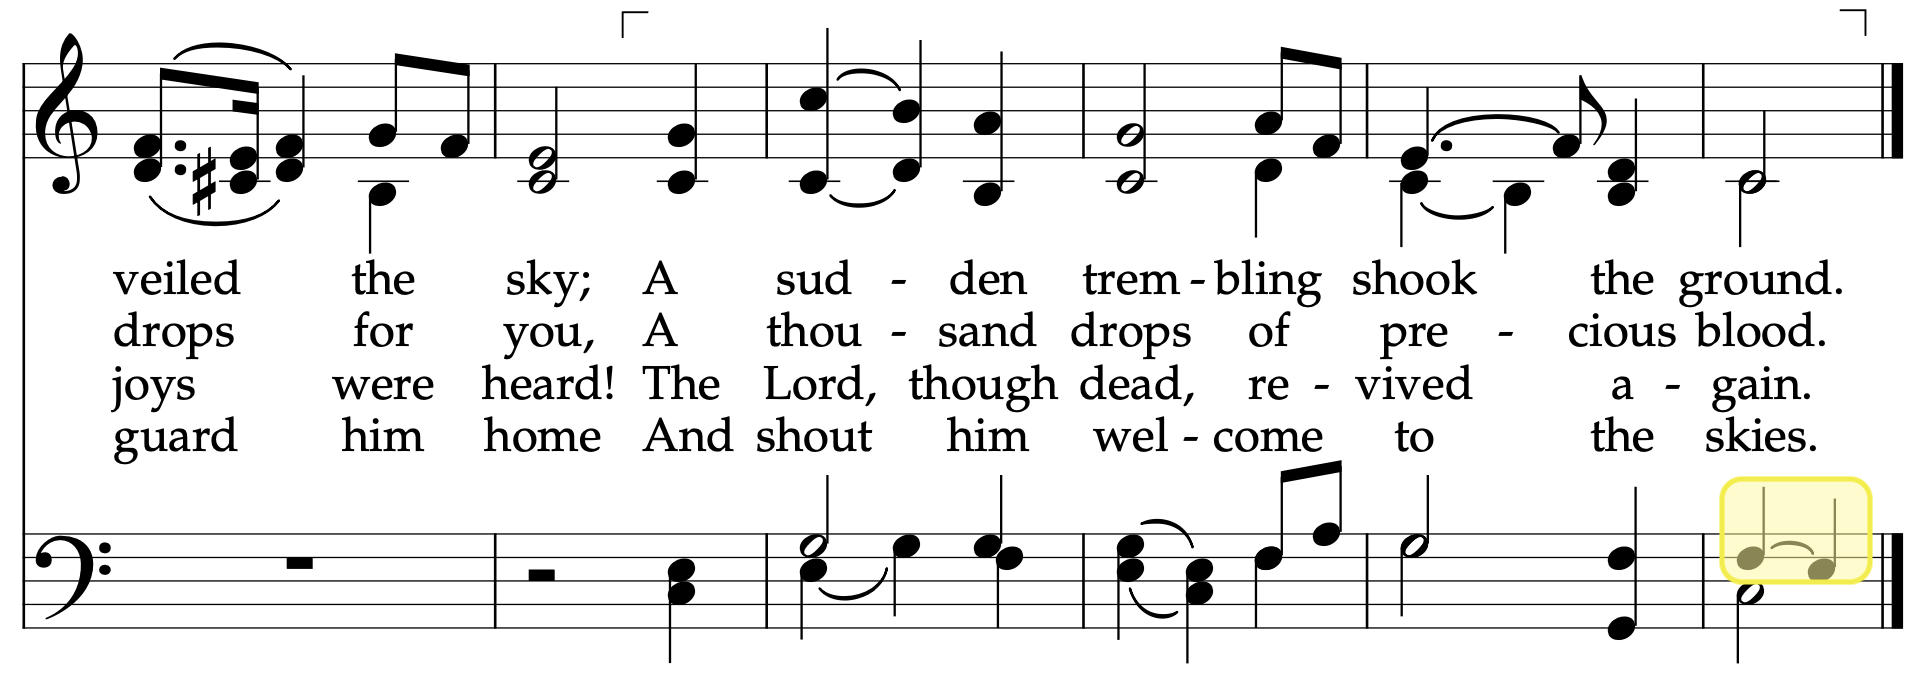 veiled the sky; A sud - den trem - bling shook the ground.
drops for you, A thou - sand drops of pre - cious blood.
joys were heard! The Lord, though dead, re - vived a - gain.
guard him home And shout him wel - come to the skies.